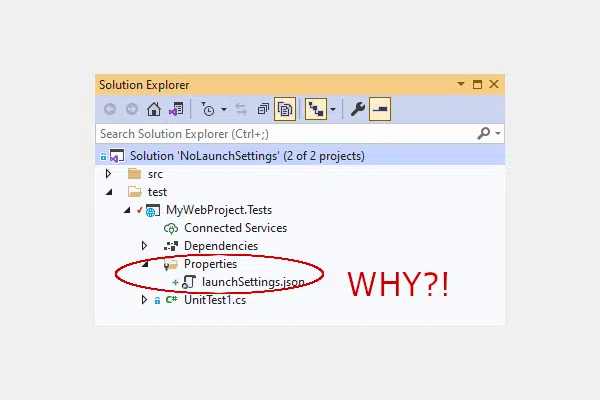 Solution Explorer
Search Solution Explorer (Ctrl+;)
Solution 'NoLaunchSettings' (2 of 2 projects)
src
test
MyWebProject.Tests
Connected Services
Dependencies
Properties
launchSettings.json
WHY?!
C# UnitTest1.cs